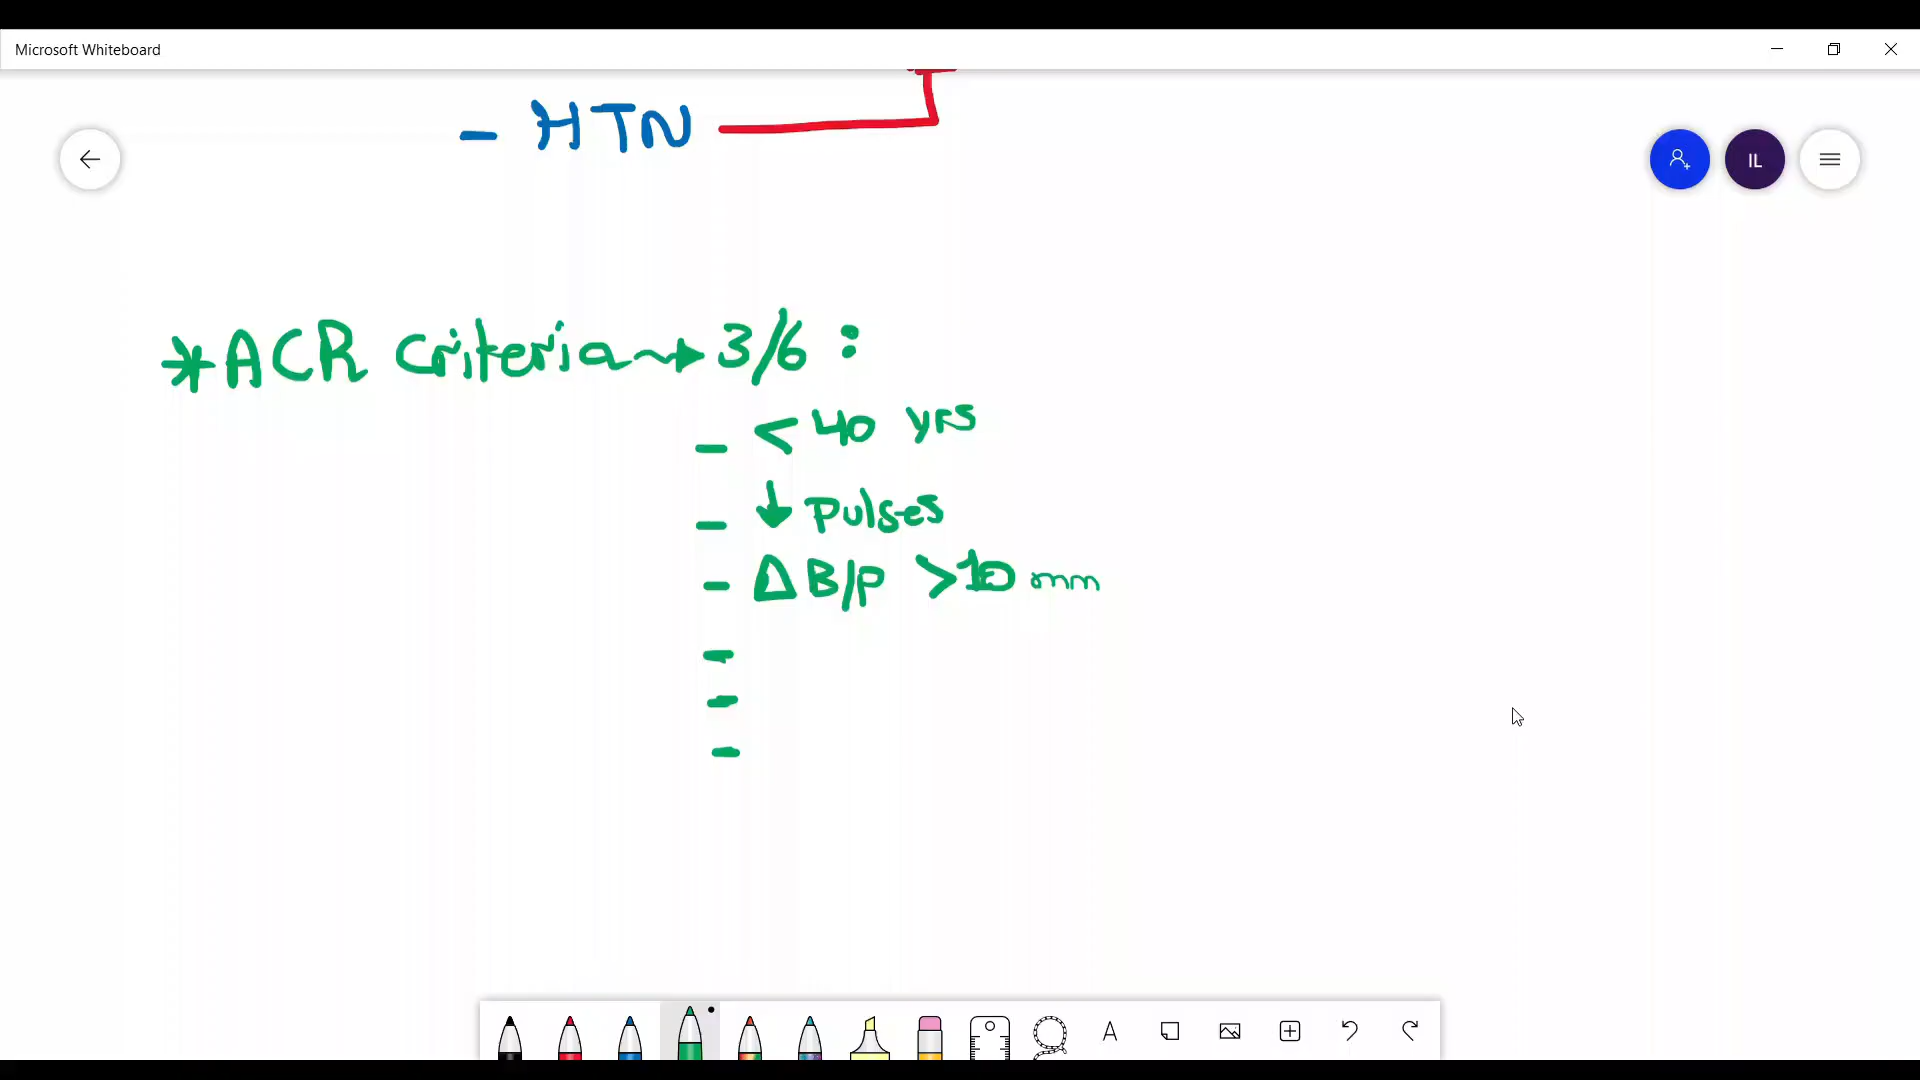 Microsoft Whiteboard
- HTN
IL
*ACR Criteria → 3/6 :
- < 40 yrs
- ↓ Pulses
- Δ B/P > 10 mm
-
-
-
A